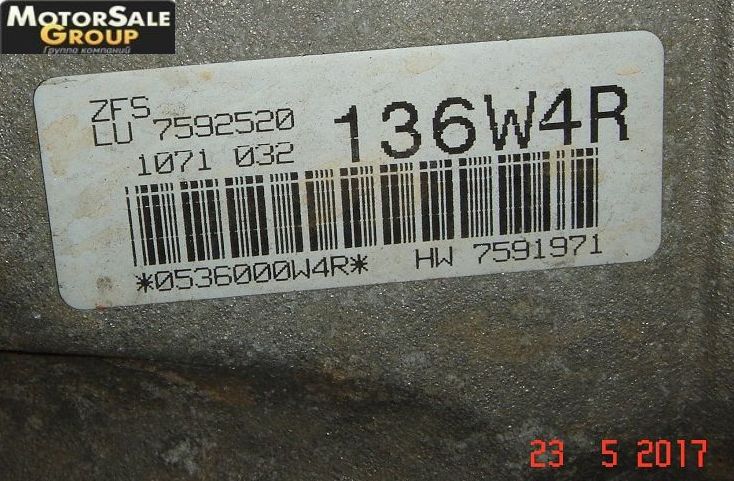 MOTORSALE
GROUP
Группа компаний
ZFS
LU 7592520
1071 032
136W4R
*0536000W4R* HW 7591971
23 5 2017